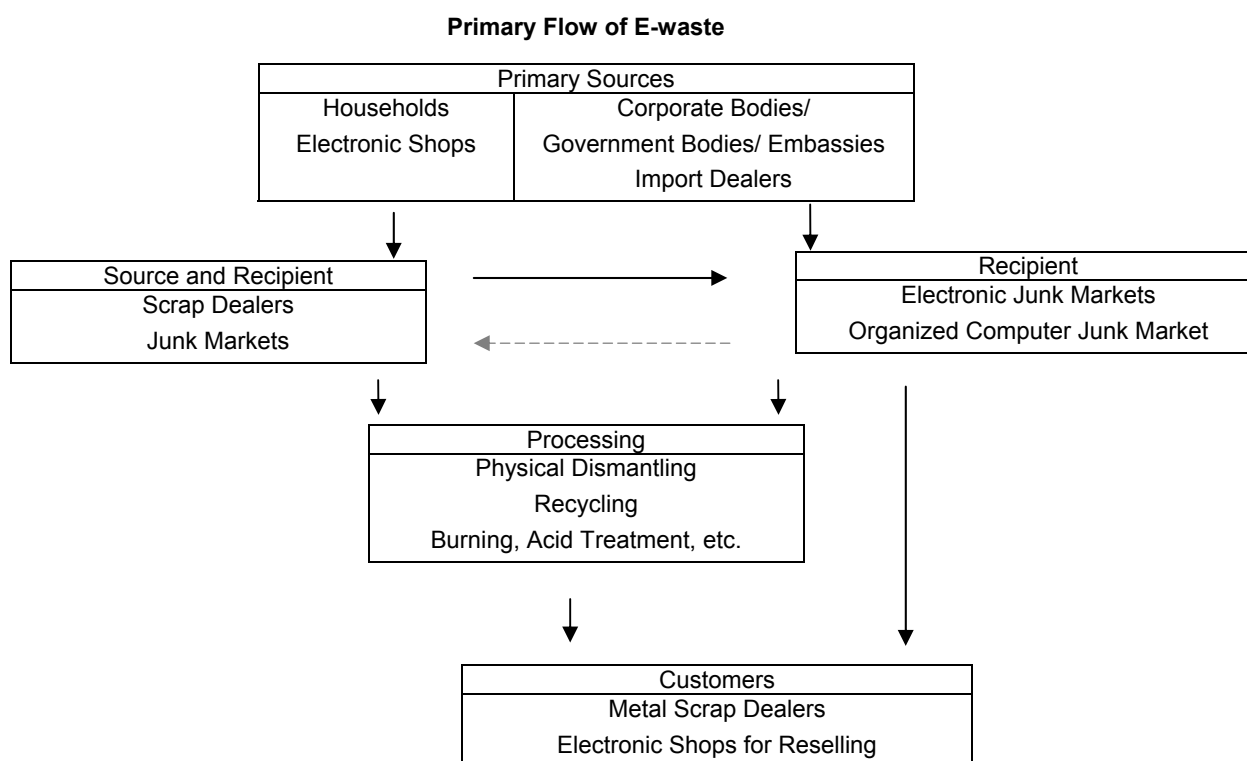 Primary Flow of E-waste
Primary Sources
Households
Electronic Shops
Corporate Bodies/
Government Bodies/ Embassies
Import Dealers
Source and Recipient
Scrap Dealers
Junk Markets
Recipient
Electronic Junk Markets
Organized Computer Junk Market
Processing
Physical Dismantling
Recycling
Burning, Acid Treatment, etc.
Customers
Metal Scrap Dealers
Electronic Shops for Reselling